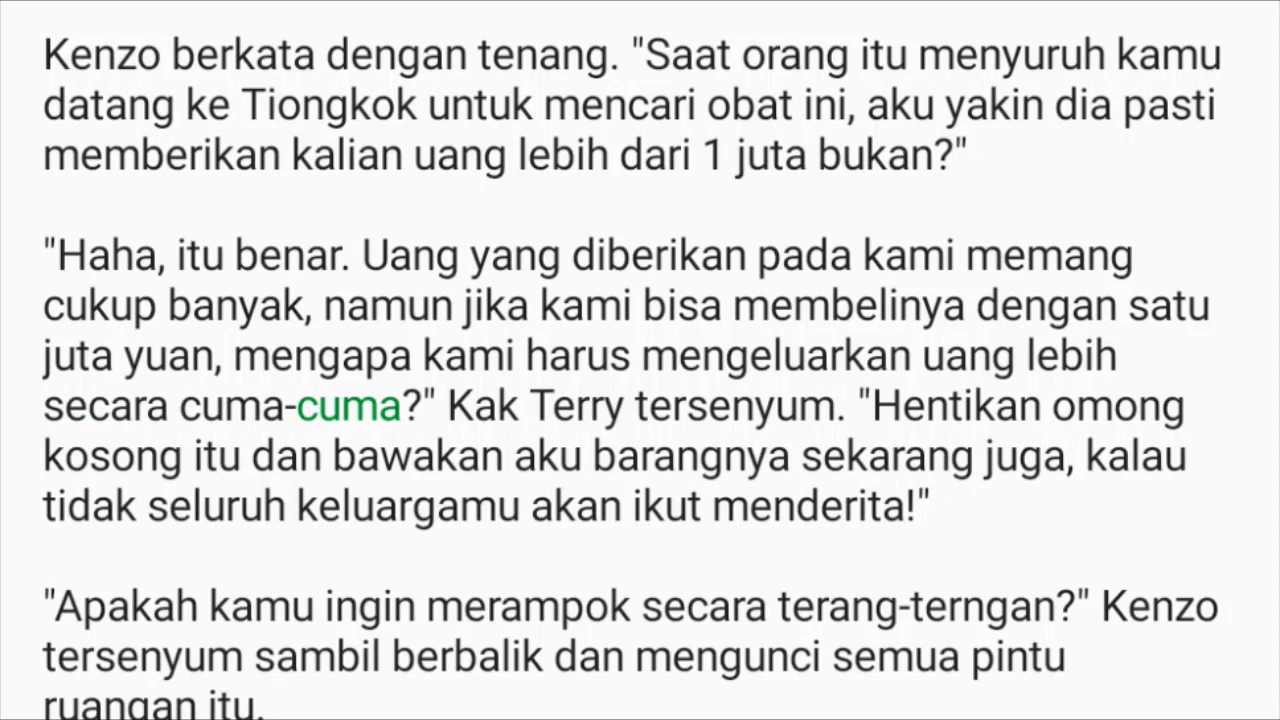 Kenzo berkata dengan tenang. "Saat orang itu menyuruh kamu
datang ke Tiongkok untuk mencari obat ini, aku yakin dia pasti
memberikan kalian uang lebih dari 1 juta bukan?"
"Haha, itu benar. Uang yang diberikan pada kami memang
cukup banyak, namun jika kami bisa membelinya dengan satu
juta yuan, mengapa kami harus mengeluarkan uang lebih
secara cuma-cuma?" Kak Terry tersenyum. "Hentikan omong
kosong itu dan bawakan aku barangnya sekarang juga, kalau
tidak seluruh keluargamu akan ikut menderita!"
"Apakah kamu ingin merampok secara terang-terngan?" Kenzo
tersenyum sambil berbalik dan mengunci semua pintu
ruangan itu.